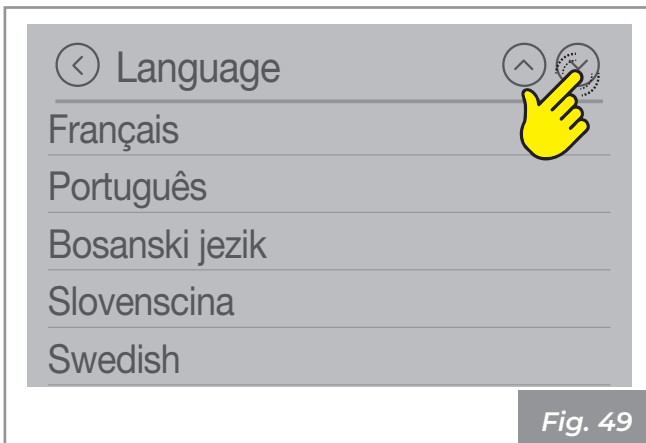 Language
Français
Português
Bosanski jezik
Slovenscina
Swedish
Fig. 49